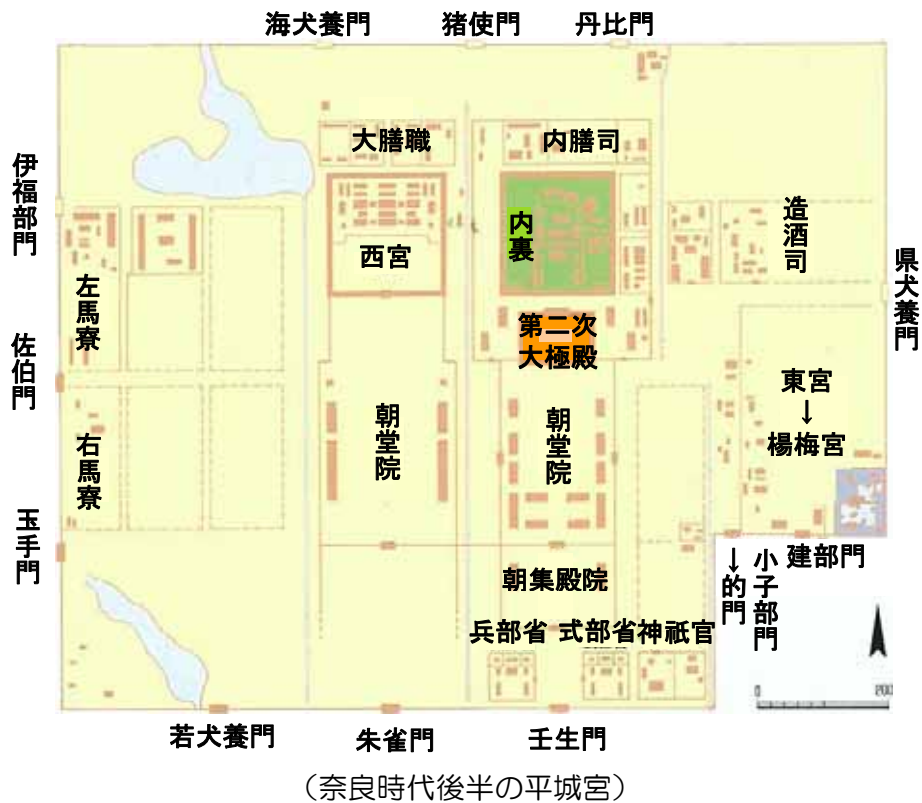 海犬養門
猪使門
丹比門
大膳職
内膳司
伊福部門
内裏
造酒司
西宮
県犬養門
左馬寮
第二次
大極殿
佐伯門
東宮
↓
楊梅宮
朝堂院
朝堂院
右馬寮
玉手門
朝集殿院
↓的門
小子部門
建部門
兵部省
式部省
神祇官
0
200
若犬養門
朱雀門
壬生門
（奈良時代後半の平城宮）